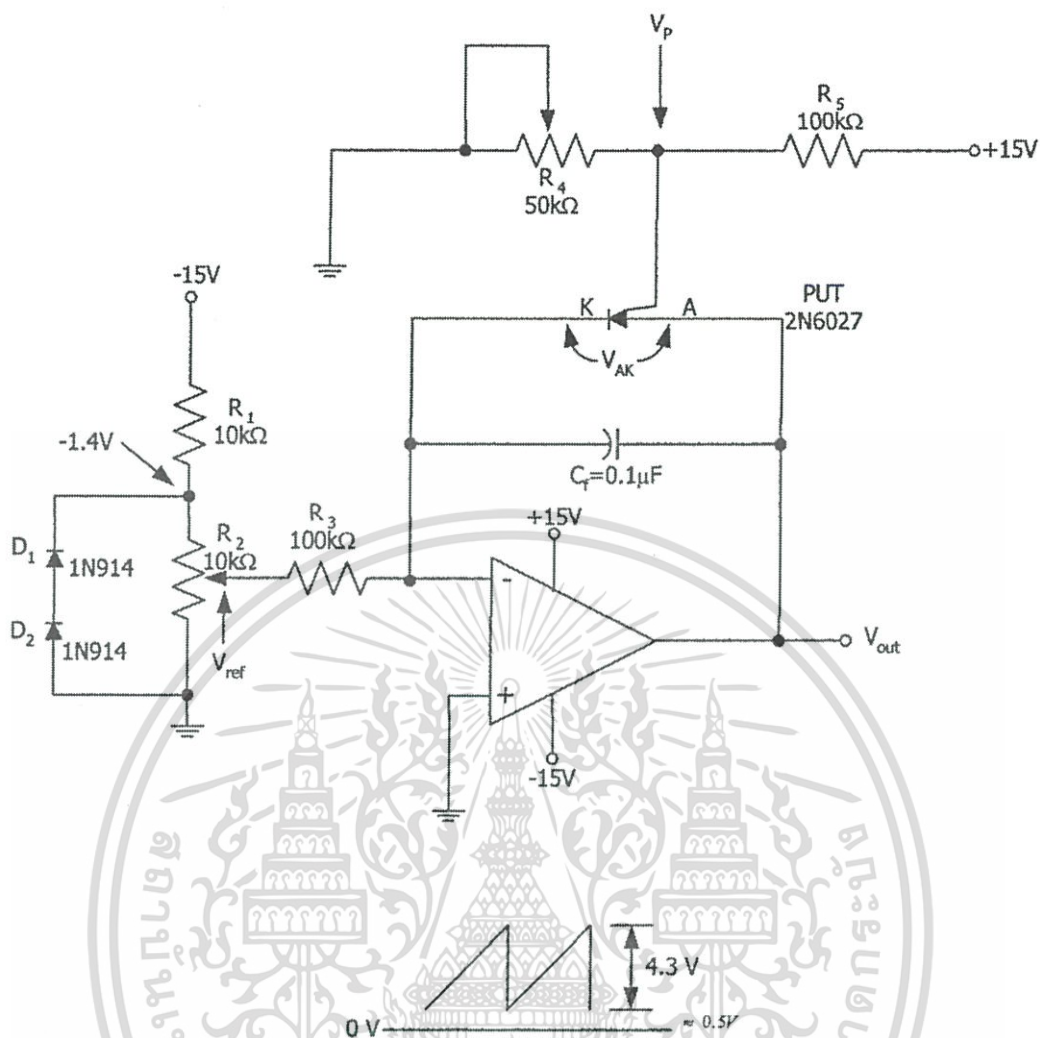 V_P
R_5
100kΩ
+15V
R_4
50kΩ
-15V
PUT
2N6027
K
A
V_AK
R_1
10kΩ
-1.4V
C_f=0.1μF
R_3
100kΩ
+15V
D_1
1N914
R_2
10kΩ
-
D_2
1N914
V_ref
V_out
+
-15V
4.3 V
0 V
≈ 0.5V